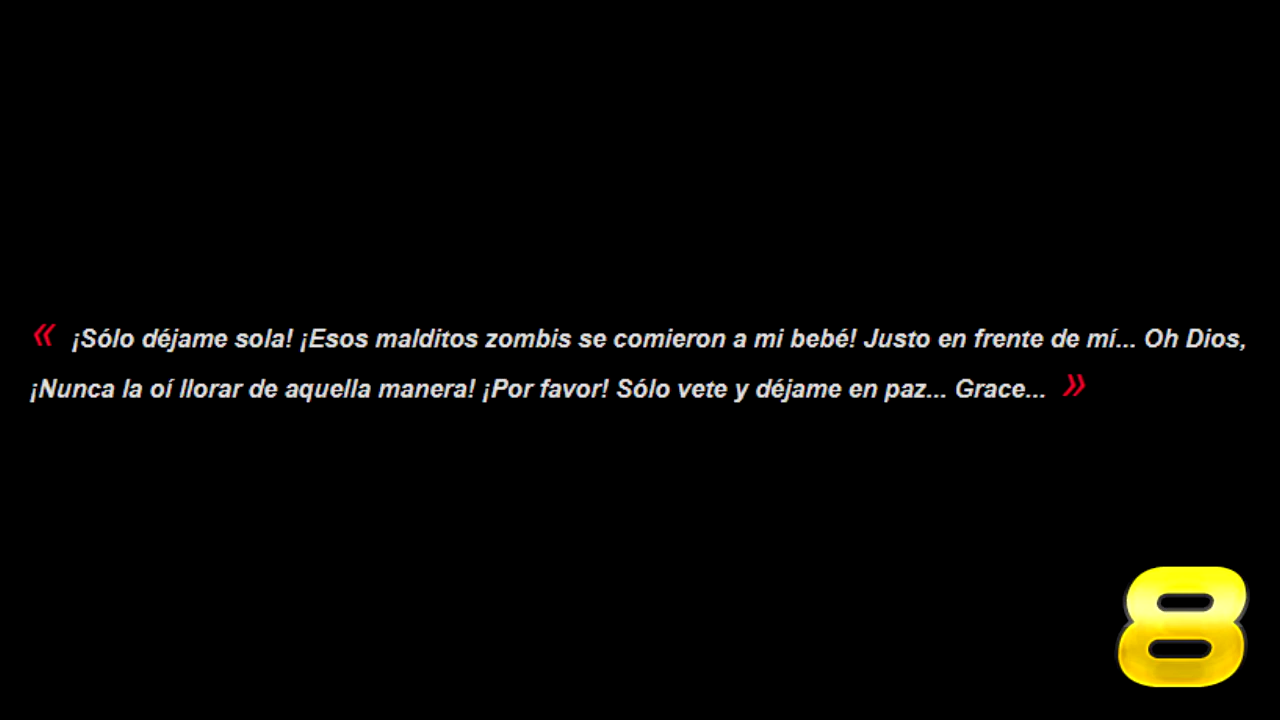 « ¡Sólo déjame sola! ¡Esos malditos zombis se comieron a mi bebé! Justo en frente de mí... Oh Dios,
¡Nunca la oí llorar de aquella manera! ¡Por favor! Sólo vete y déjame en paz... Grace... »
8